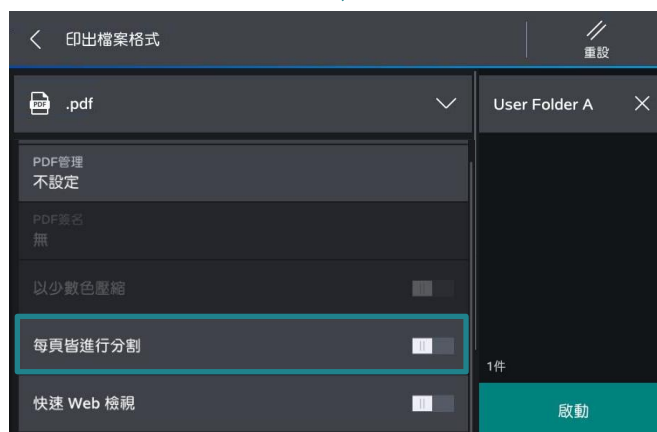 印出檔案格式
重設
PDF
.pdf
User Folder A
PDF管理
不設定
PDF簽名
無
以少數色壓縮
每頁皆進行分割
1件
快速 Web 檢視
啟動